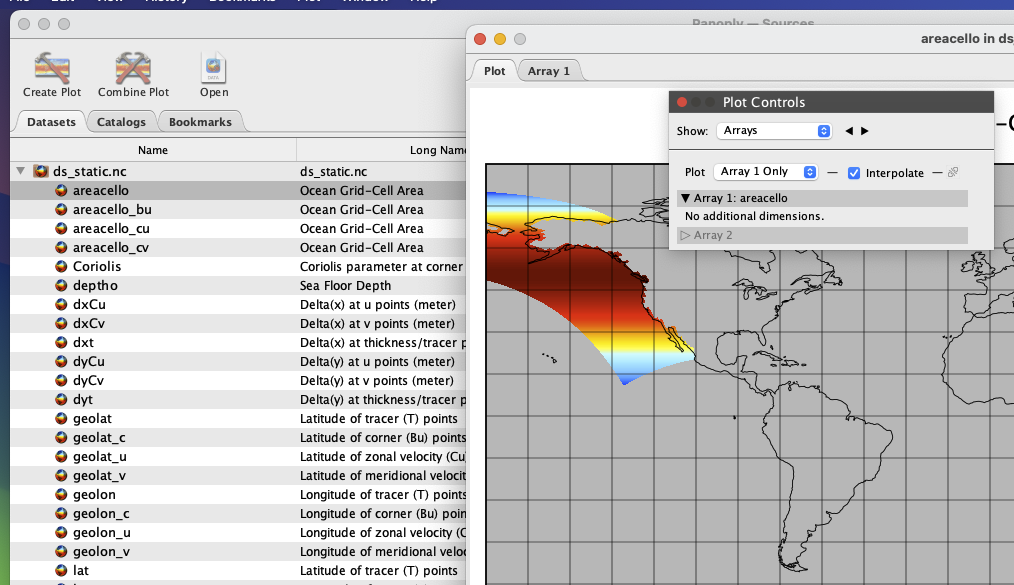 Panoply — Sources
areacello in ds_
Create Plot Combine Plot Open
Datasets Catalogs Bookmarks
Name Long Name
ds_static.nc ds_static.nc
areacello Ocean Grid-Cell Area
areacello_bu Ocean Grid-Cell Area
areacello_cu Ocean Grid-Cell Area
areacello_cv Ocean Grid-Cell Area
Coriolis Coriolis parameter at corner
deptho Sea Floor Depth
dxCu Delta(x) at u points (meter)
dxCv Delta(x) at v points (meter)
dxt Delta(x) at thickness/tracer p
dyCu Delta(y) at u points (meter)
dyCv Delta(y) at v points (meter)
dyt Delta(y) at thickness/tracer p
geolat Latitude of tracer (T) points
geolat_c Latitude of corner (Bu) points
geolat_u Latitude of zonal velocity (Cu
geolat_v Latitude of meridional velocit
geolon Longitude of tracer (T) points
geolon_c Longitude of corner (Bu) poin
geolon_u Longitude of zonal velocity (C
geolon_v Longitude of meridional veloc
lat Latitude of tracer (T) points
Plot Array 1
Plot Controls
Show: Arrays
Plot Array 1 Only — Interpolate —
Array 1: areacello
No additional dimensions.
Array 2